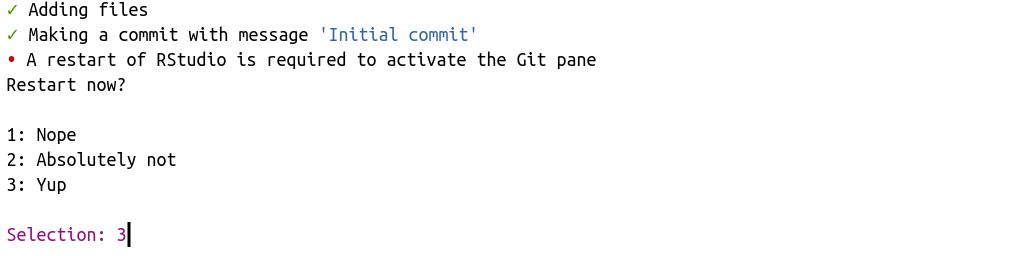 ✓ Adding files
✓ Making a commit with message 'Initial commit'
• A restart of RStudio is required to activate the Git pane
Restart now?
1: Nope
2: Absolutely not
3: Yup
Selection: 3